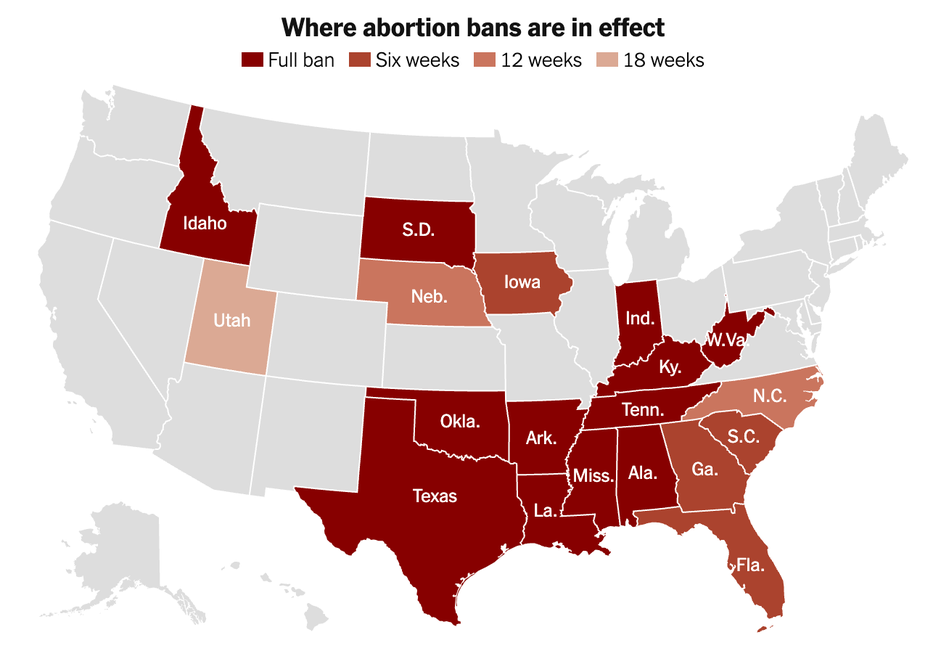 Where abortion bans are in effect
Full ban Six weeks 12 weeks 18 weeks
Idaho
S.D.
Iowa
Neb.
Utah
Ind.
W.Va.
Ky.
N.C.
Tenn.
Okla.
Ark.
S.C.
Miss.
Ala.
Ga.
Texas
La.
Fla.